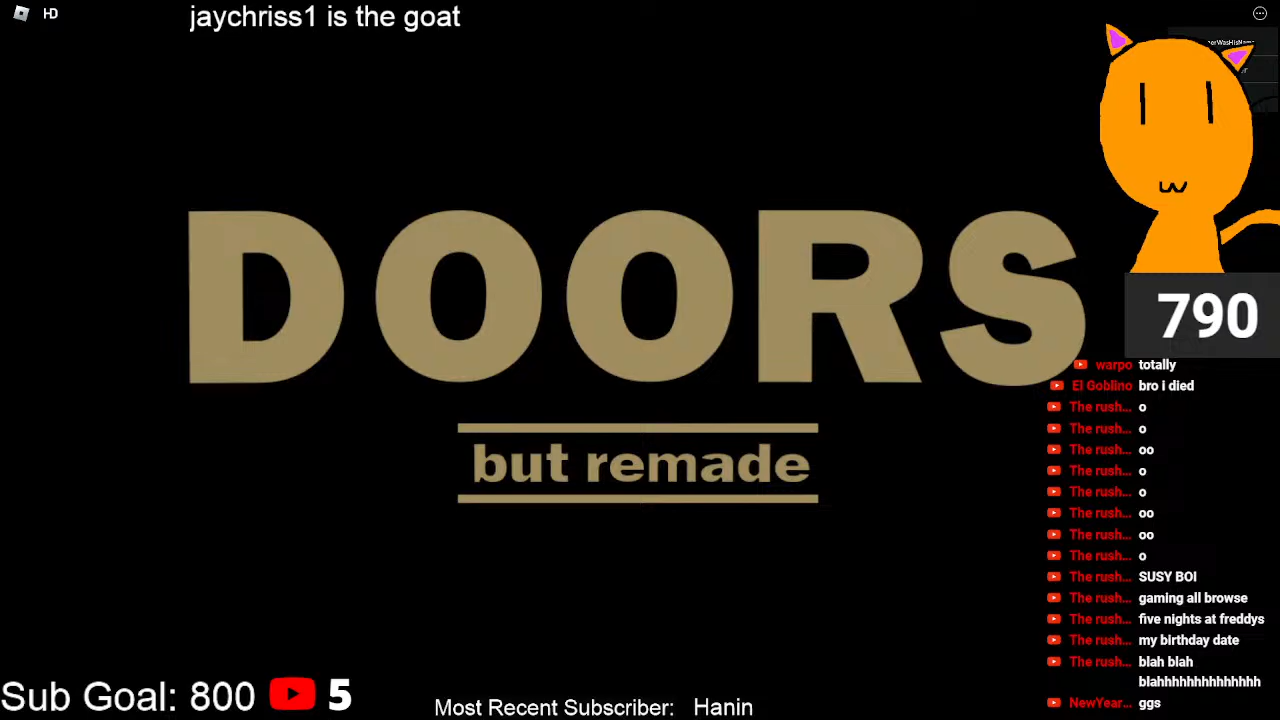 HD
jaychriss1 is the goat
DOORS
but remade
790
warpo totally
El Goblino bro i died
The rush... o
The rush... o
The rush... oo
The rush... o
The rush... o
The rush... oo
The rush... oo
The rush... o
The rush... SUSY BOI
The rush... gaming all browse
The rush... five nights at freddys
The rush... my birthday date
The rush... blah blah
blahhhhhhhhhhhhhh
NewYear... ggs
Sub Goal: 800 5
Most Recent Subscriber: Hanin